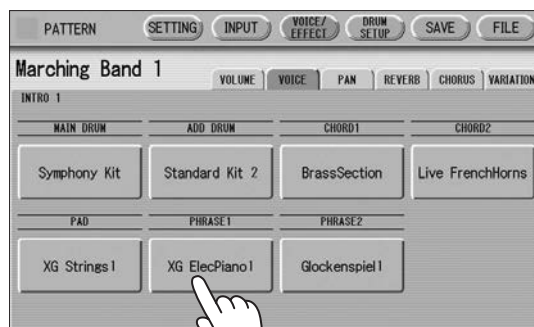 PATTERN SETTING INPUT VOICE/ EFFECT DRUM SETUP SAVE FILE
Marching Band 1 VOLUME VOICE PAN REVERB CHORUS VARIATION
INTRO 1
MAIN DRUM ADD DRUM CHORD1 CHORD2
Symphony Kit Standard Kit 2 BrassSection Live FrenchHorns
PAD PHRASE1 PHRASE2
XG Strings1 XG ElecPiano1 Glockenspiel1